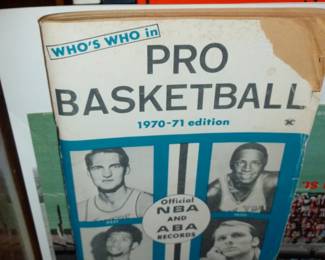 WHO'S WHO in
PRO
BASKETBALL
1970-71 edition
Official
NBA
AND
ABA
RECORDS